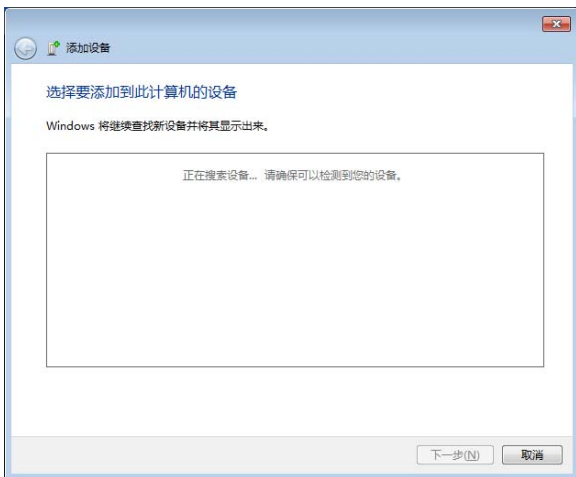 添加设备
选择要添加到此计算机的设备
Windows 将继续查找新设备并将其显示出来。
正在搜索设备... 请确保可以检测到您的设备。
下一步(N)
取消